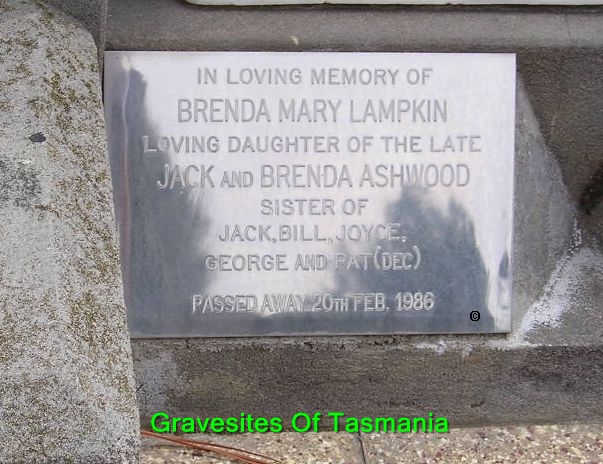 IN LOVING MEMORY OF
BRENDA MARY LAMPKIN
LOVING DAUGHTER OF THE LATE
JACK AND BRENDA ASHWOOD
SISTER OF
JACK, BILL, JOYCE,
GEORGE AND PAT (DEC)
PASSED AWAY 20TH FEB. 1986
©
Gravesites Of Tasmania